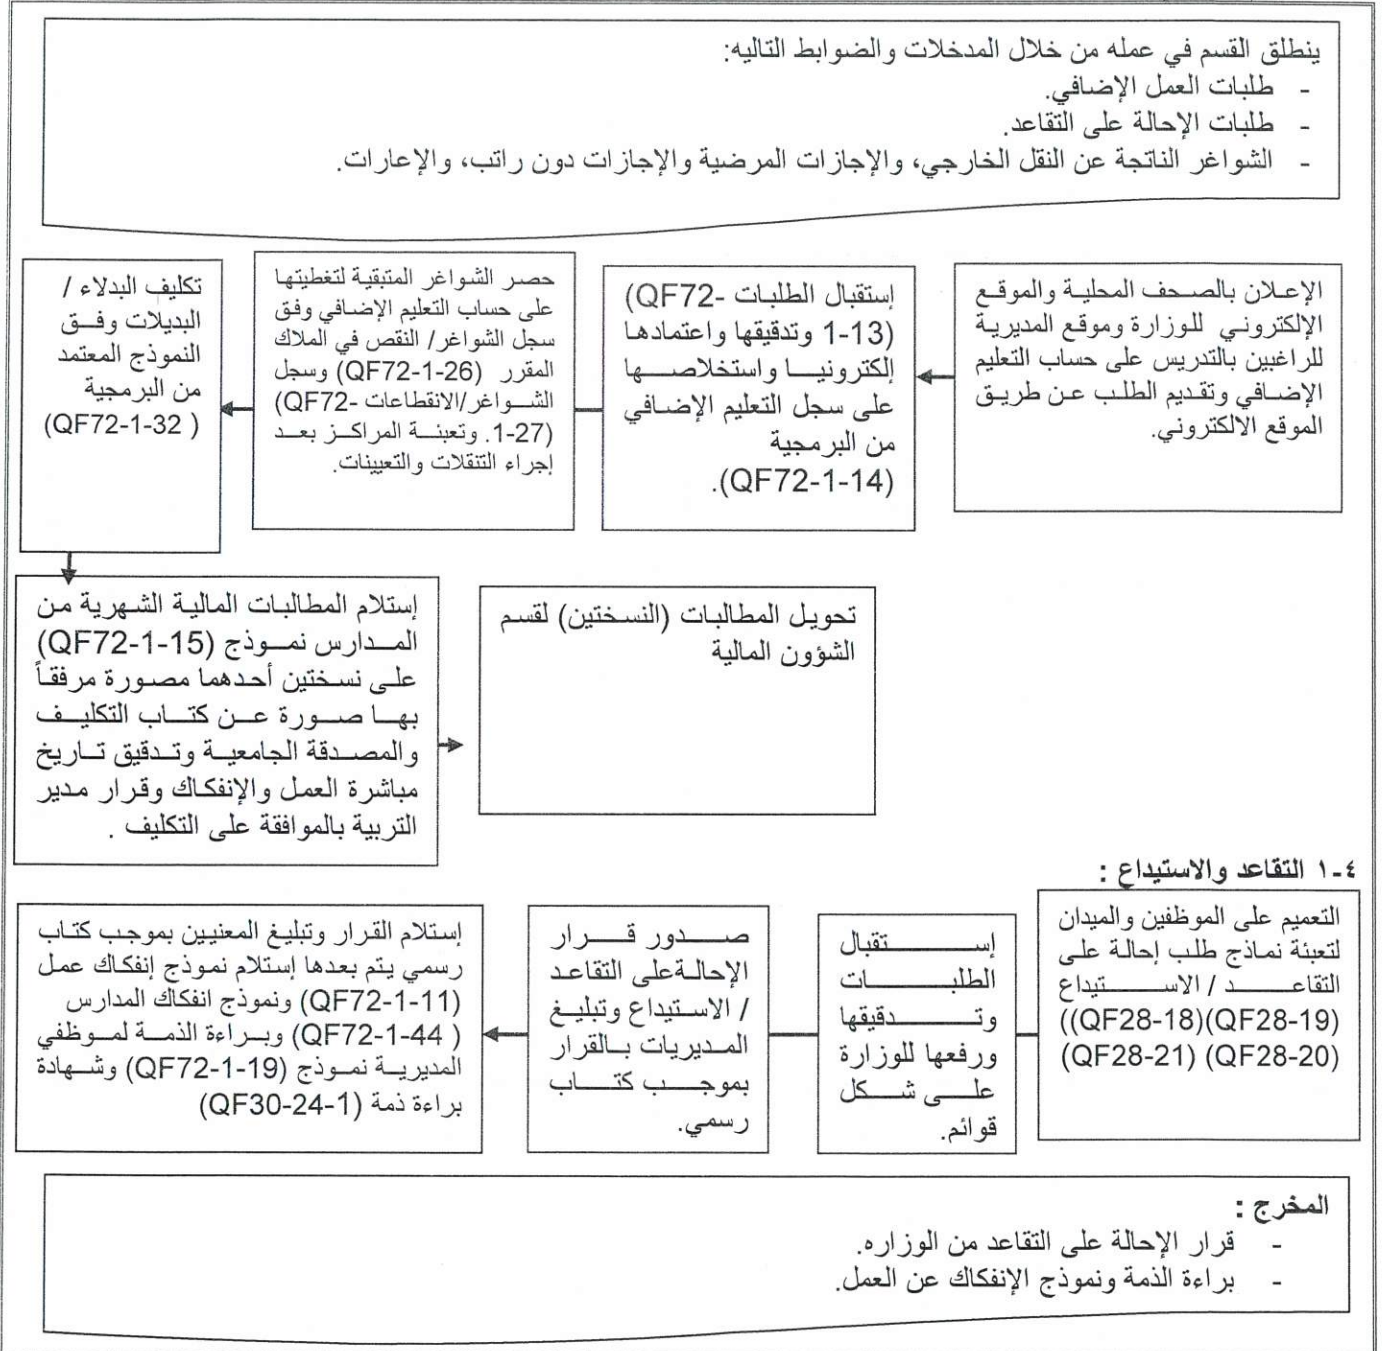 ينطلق القسم في عمله من خلال المدخلات والضوابط التاليه:
- طلبات العمل الإضافي.
- طلبات الإحالة على التقاعد.
- الشواغر الناتجة عن النقل الخارجي، والإجازات المرضية والإجازات دون راتب، والإعارات.
الإعلان بالصحف المحلية والموقع
الإلكتروني للوزارة وموقع المديرية
للراغبين بالتدريس على حساب التعليم
الإضافي وتقديم الطلب عن طريق
الموقع الالكتروني.
إستقبال الطلبات (QF72-
1-13) وتدقيقها واعتمادها
إلكترونيا واستخلاصها
على سجل التعليم الإضافي
من البرمجية
(QF72-1-14).
حصر الشواغر المتبقية لتغطيتها
على حساب التعليم الإضافي وفق
سجل الشواغر/ النقص في الملاك
المقرر (QF72-1-26) وسجل
الشواغر/الانقطاعات (QF72-
1-27). وتعبئة المراكز بعد
إجراء التنقلات والتعيينات.
تكليف البدلاء /
البديلات وفق
النموذج المعتمد
من البرمجية
(QF72-1-32 )
إستلام المطالبات المالية الشهرية من
المدارس نموذج (QF72-1-15)
على نسختين أحدهما مصورة مرفقاً
بها صورة عن كتاب التكليف
والمصدقة الجامعية وتدقيق تاريخ
مباشرة العمل والإنفكاك وقرار مدير
التربية بالموافقة على التكليف .
تحويل المطالبات (النسختين) لقسم
الشؤون المالية
٤-١ التقاعد والاستيداع :
التعميم على الموظفين والميدان
لتعبئة نماذج طلب إحالة على
التقاعد / الاستيداع
((QF28-18)(QF28-19)
(QF28-21) (QF28-20)
إستقبال
الطلبات
وتدقيقها
ورفعها للوزارة
على شكل
قوائم.
صدور قرار
الإحالةعلى التقاعد
/ الاستيداع وتبليغ
المديريات بالقرار
بموجب كتاب
رسمي.
إستلام القرار وتبليغ المعنيين بموجب كتاب
رسمي يتم بعدها إستلام نموذج إنفكاك عمل
(QF72-1-11) ونموذج انفكاك المدارس
(QF72-1-44 ) وبراءة الذمة لموظفي
المديرية نموذج (QF72-1-19) وشهادة
براءة ذمة (QF30-24-1)
المخرج :
- قرار الإحالة على التقاعد من الوزاره.
- براءة الذمة ونموذج الإنفكاك عن العمل.